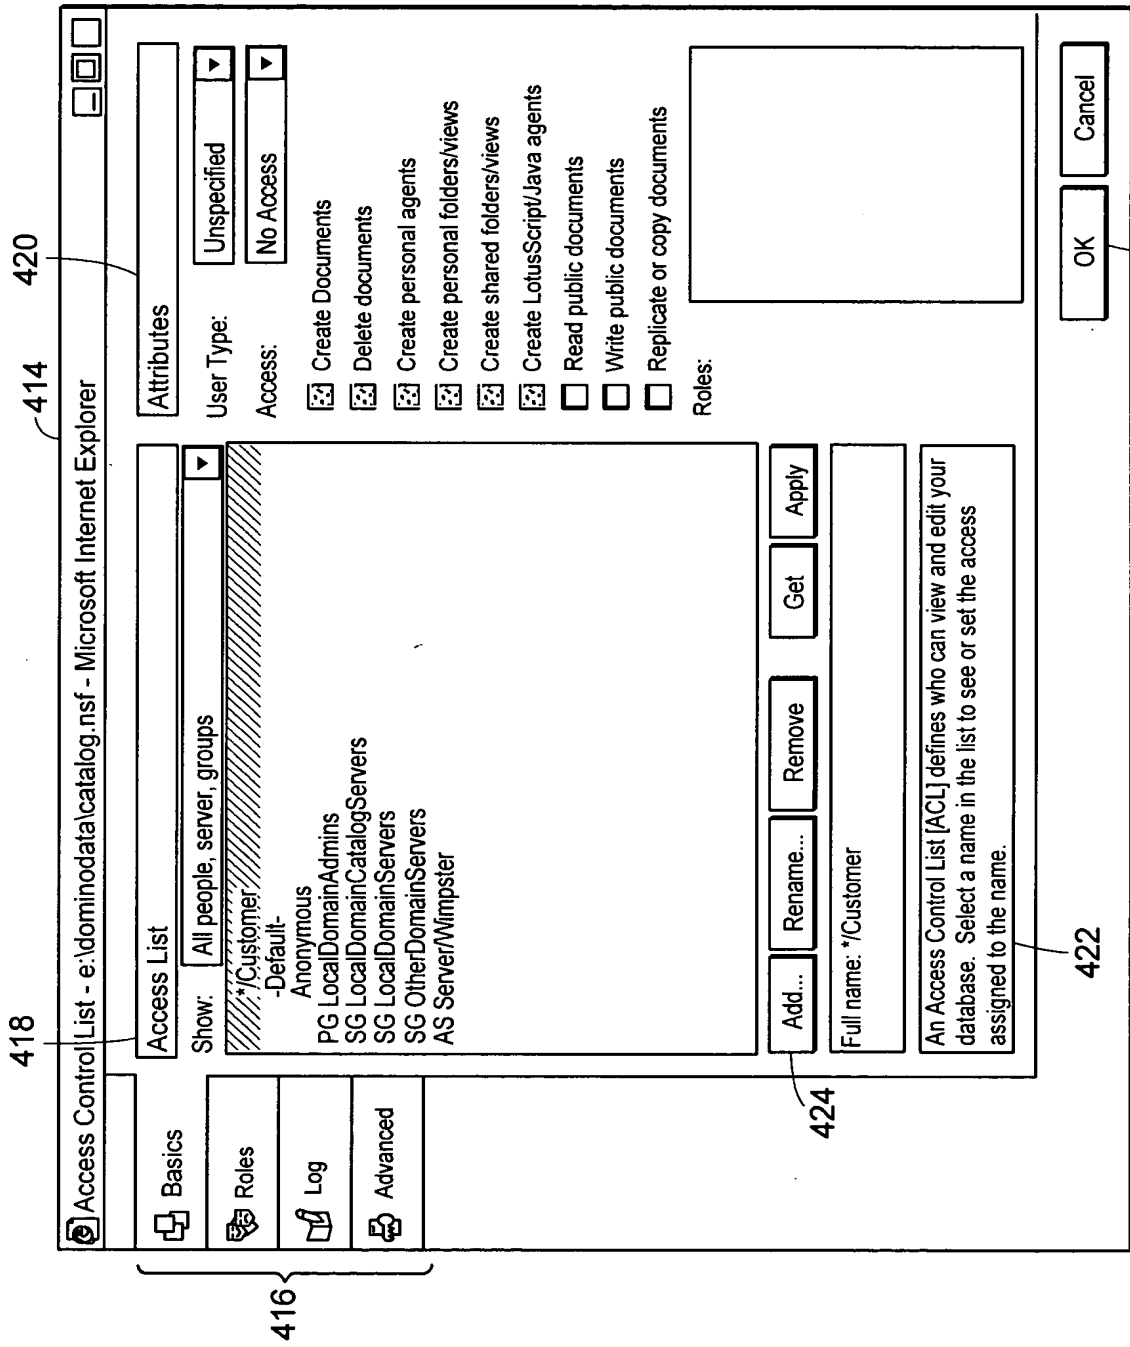 414
Access Control List - e:\dominodata\catalog.nsf - Microsoft Internet Explorer
416
Basics
Roles
Log
Advanced
418
Access List
Show:
All people, server, groups
*/Customer
-Default-
Anonymous
PG LocalDomainAdmins
SG LocalDomainCatalogServers
SG LocalDomainServers
SG OtherDomainServers
AS Server/Wimpster
424
Add...
Rename...
Remove
Get
Apply
Full name: */Customer
An Access Control List [ACL] defines who can view and edit your
database. Select a name in the list to see or set the access
assigned to the name.
422
420
Attributes
User Type:
Unspecified
Access:
No Access
Create Documents
Delete documents
Create personal agents
Create personal folders/views
Create shared folders/views
Create LotusScript/Java agents
Read public documents
Write public documents
Replicate or copy documents
Roles:
OK
Cancel